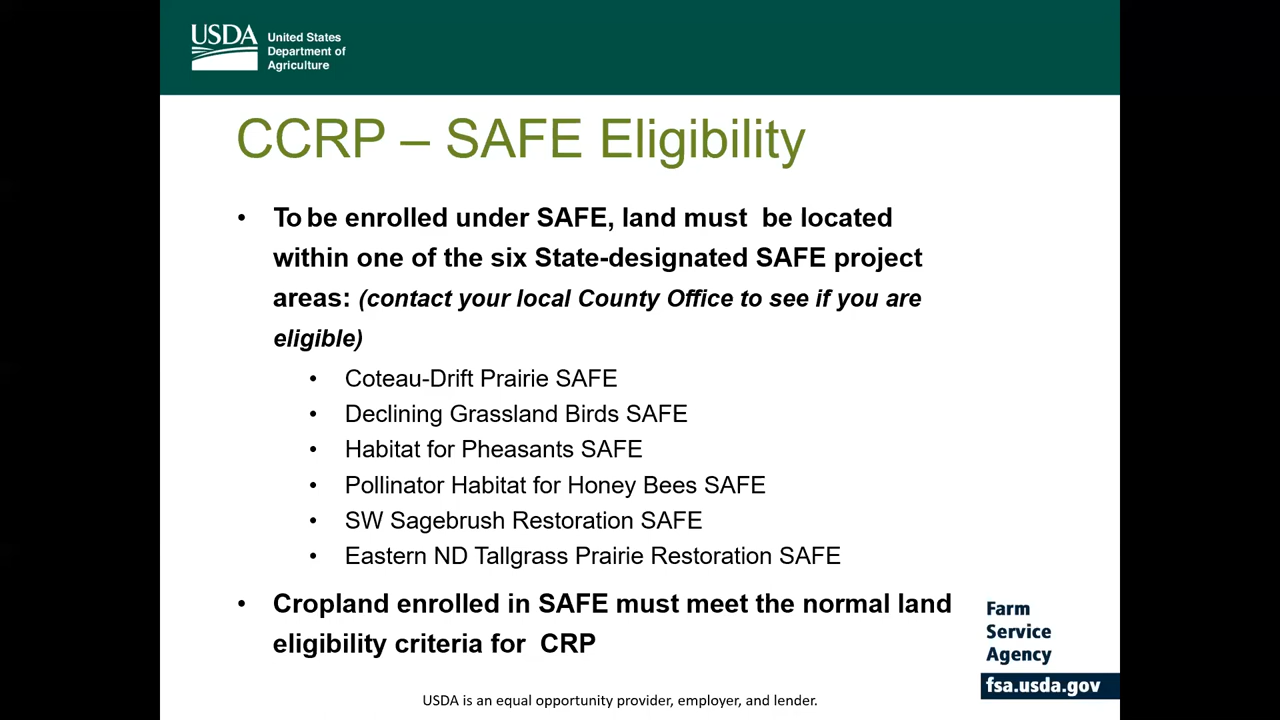 USDA
United States
Department of
Agriculture
CCRP – SAFE Eligibility
• To be enrolled under SAFE, land must be located
within one of the six State-designated SAFE project
areas: (contact your local County Office to see if you are
eligible)
• Coteau-Drift Prairie SAFE
• Declining Grassland Birds SAFE
• Habitat for Pheasants SAFE
• Pollinator Habitat for Honey Bees SAFE
• SW Sagebrush Restoration SAFE
• Eastern ND Tallgrass Prairie Restoration SAFE
• Cropland enrolled in SAFE must meet the normal land
eligibility criteria for CRP
Farm
Service
Agency
fsa.usda.gov
USDA is an equal opportunity provider, employer, and lender.